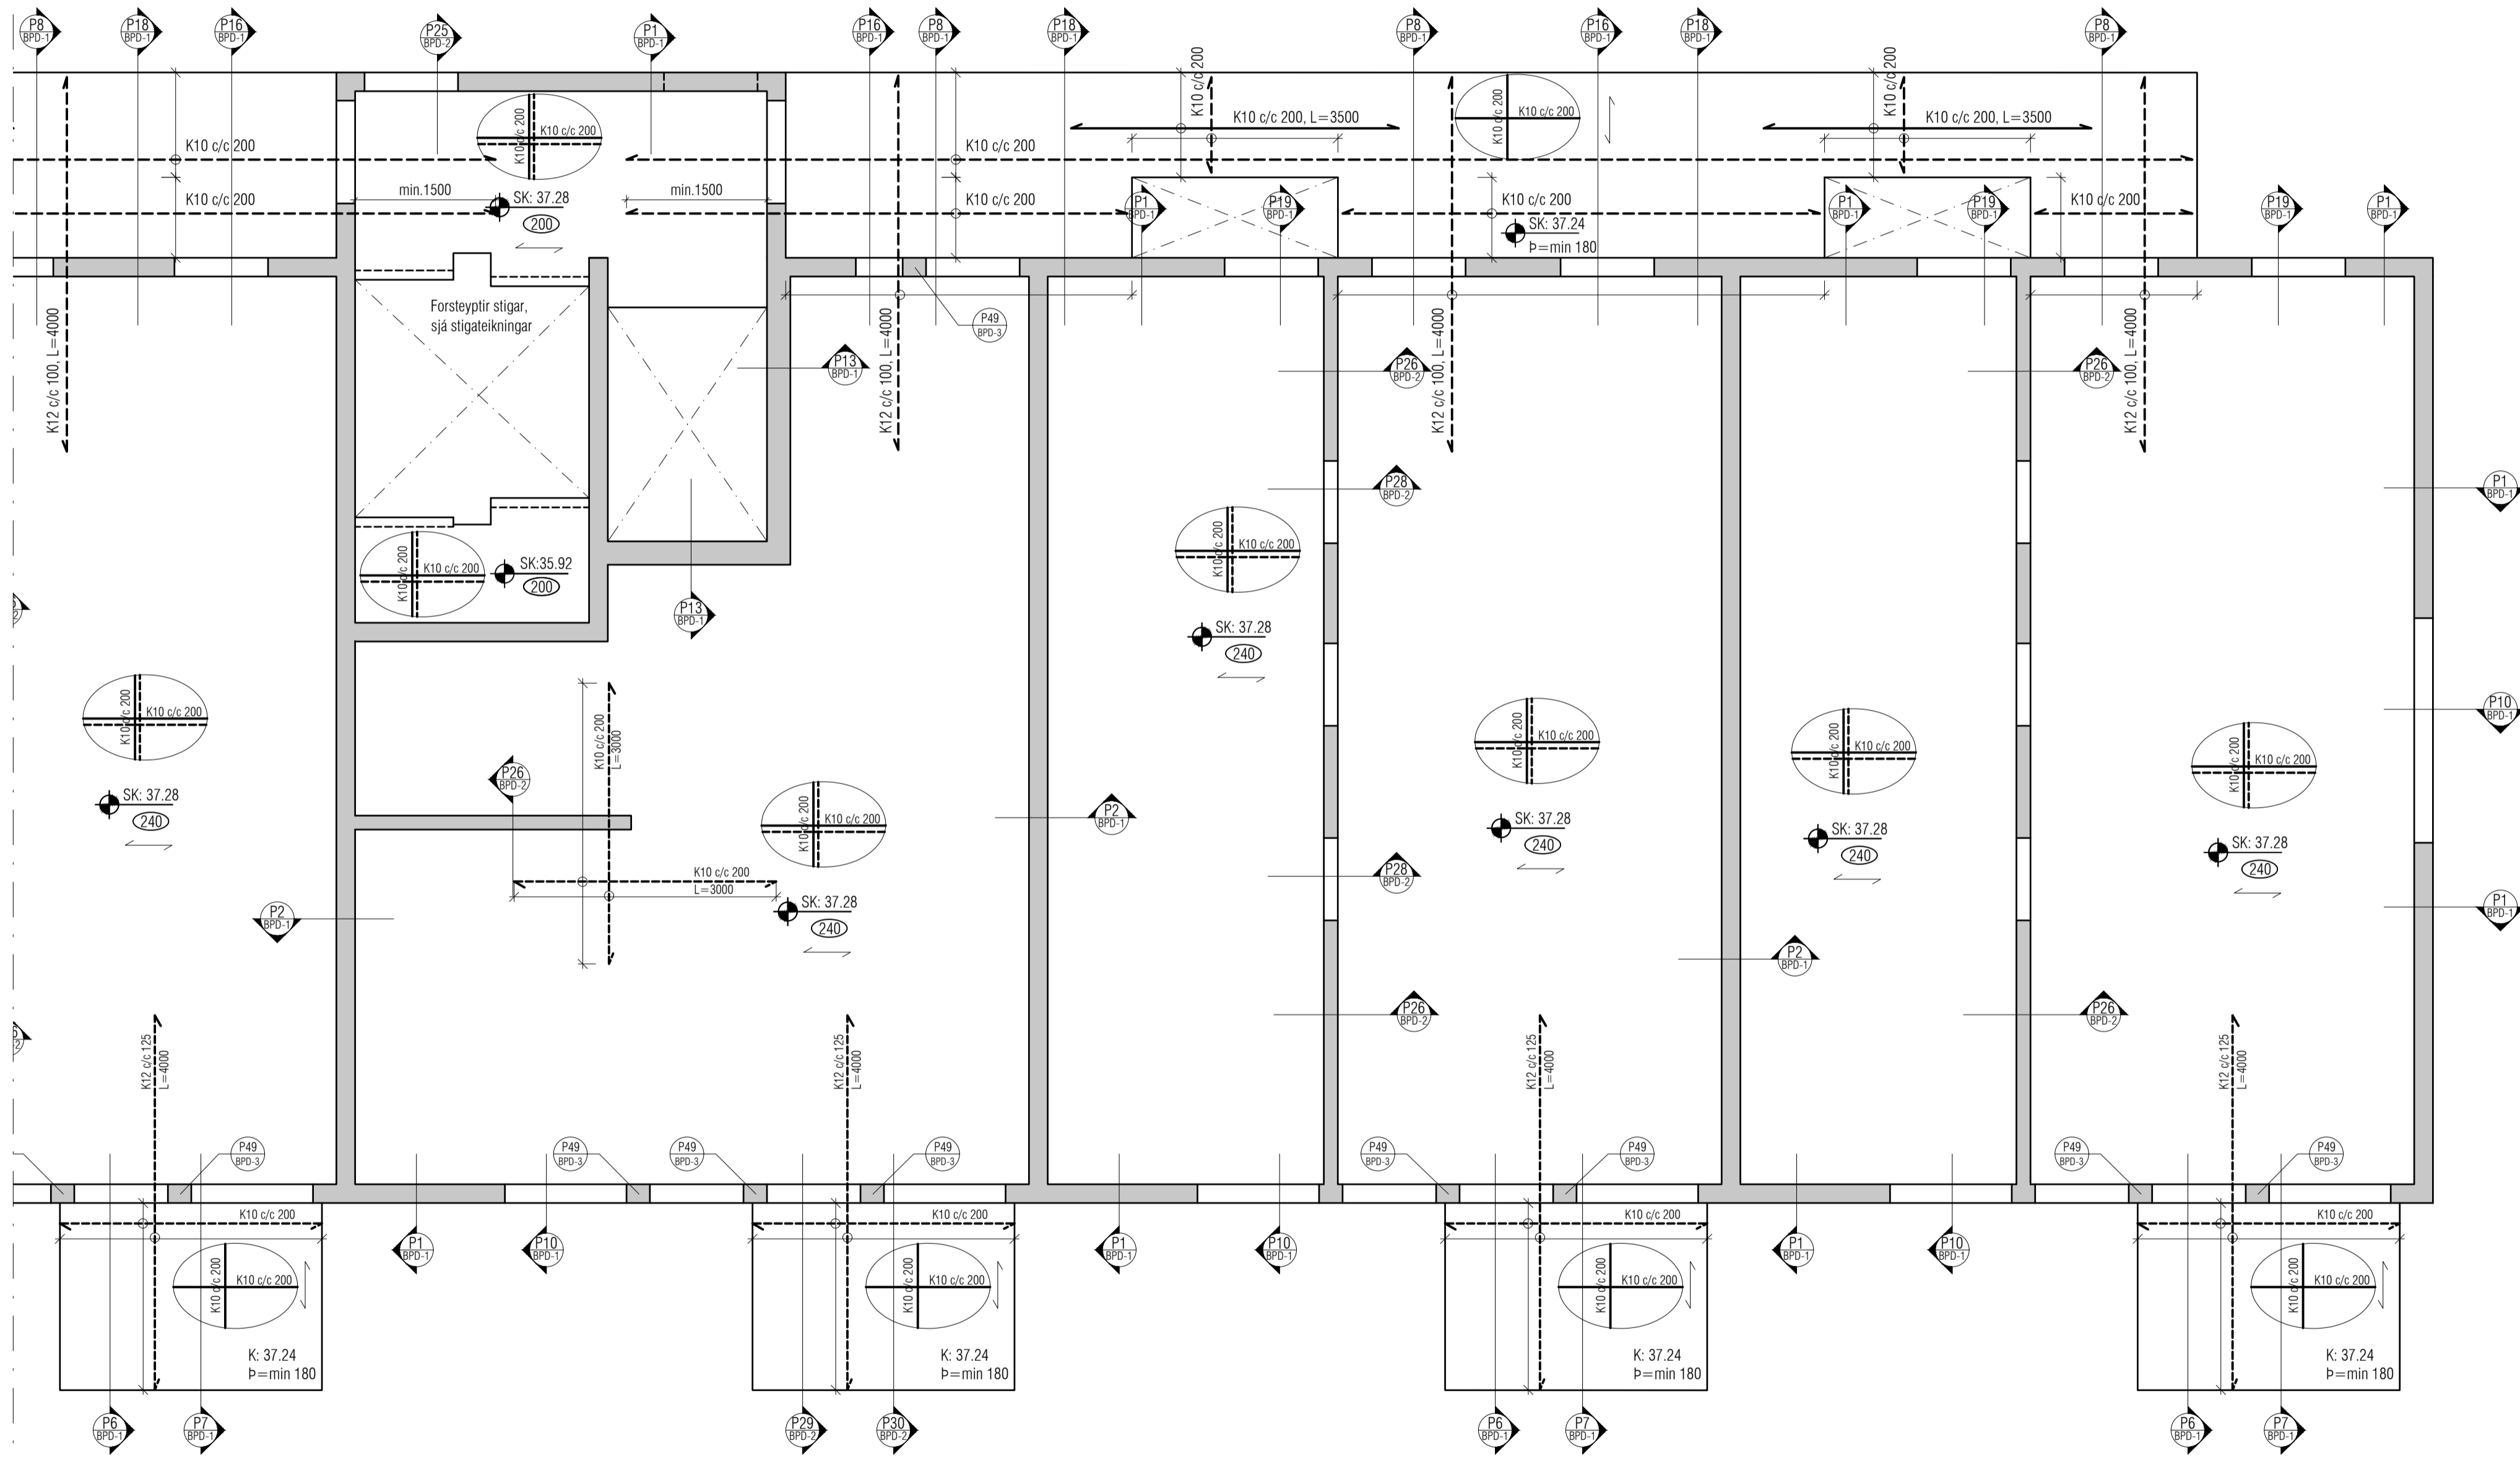 P8
BPD-1
P18
BPD-1
P16
BPD-1
P25
BPD-2
P1
BPD-1
P16
BPD-1
P8
BPD-1
P18
BPD-1
P8
BPD-1
P16
BPD-1
P18
BPD-1
P8
BPD-1
K10 c/c 200
K10 c/c 200
K10 c/c 200
K10 c/c 200
K10 c/c 200, L=3500
K10 c/c 200
K10 c/c 200
K10 c/c 200, L=3500
K10 c/c 200
K10 c/c 200
min.1500
min.1500
SK: 37.28
200
K10 c/c 200
K10 c/c 200
K10 c/c 200
K10 c/c 200
P1
BPD-1
P19
BPD-1
SK: 37.24
Þ=min 180
P1
BPD-1
P19
BPD-1
P19
BPD-1
P1
BPD-1
K12 c/c 100, L=4000
Forsteyptir stigar,
sjá stigateikningar
P13
BPD-1
K12 c/c 100, L=4000
P49
BPD-3
P26
BPD-2
K12 c/c 100, L=4000
P26
BPD-2
K12 c/c 100, L=4000
P28
BPD-2
P1
BPD-1
K10 c/c 200
K10 c/c 200
SK:35.92
200
P13
BPD-1
K10 c/c 200
K10 c/c 200
SK: 37.28
240
K10 c/c 200
K10 c/c 200
SK: 37.28
240
K10 c/c 200
L=3000
P26
BPD-2
K10 c/c 200
K10 c/c 200
K10 c/c 200
L=3000
SK: 37.28
240
P2
BPD-1
P2
BPD-1
K10 c/c 200
K10 c/c 200
SK: 37.28
240
P28
BPD-2
K10 c/c 200
K10 c/c 200
SK: 37.28
240
K10 c/c 200
K10 c/c 200
SK: 37.28
240
P10
BPD-1
P1
BPD-1
P2
BPD-1
P26
BPD-2
P26
BPD-2
K12 c/c 125
L=4000
K12 c/c 125
L=4000
K12 c/c 125
L=4000
K12 c/c 125
L=4000
P49
BPD-3
P49
BPD-3
P49
BPD-3
P49
BPD-3
P49
BPD-3
P49
BPD-3
P49
BPD-3
P49
BPD-3
K10 c/c 200
K10 c/c 200
K10 c/c 200
K10 c/c 200
P1
BPD-1
P10
BPD-1
P1
BPD-1
P10
BPD-1
P1
BPD-1
P10
BPD-1
K10 c/c 200
K10 c/c 200
K: 37.24
Þ=min 180
K10 c/c 200
K10 c/c 200
K: 37.24
Þ=min 180
K10 c/c 200
K10 c/c 200
K: 37.24
Þ=min 180
K10 c/c 200
K10 c/c 200
K: 37.24
Þ=min 180
P6
BPD-1
P7
BPD-1
P29
BPD-2
P30
BPD-2
P6
BPD-1
P7
BPD-1
P6
BPD-1
P7
BPD-1